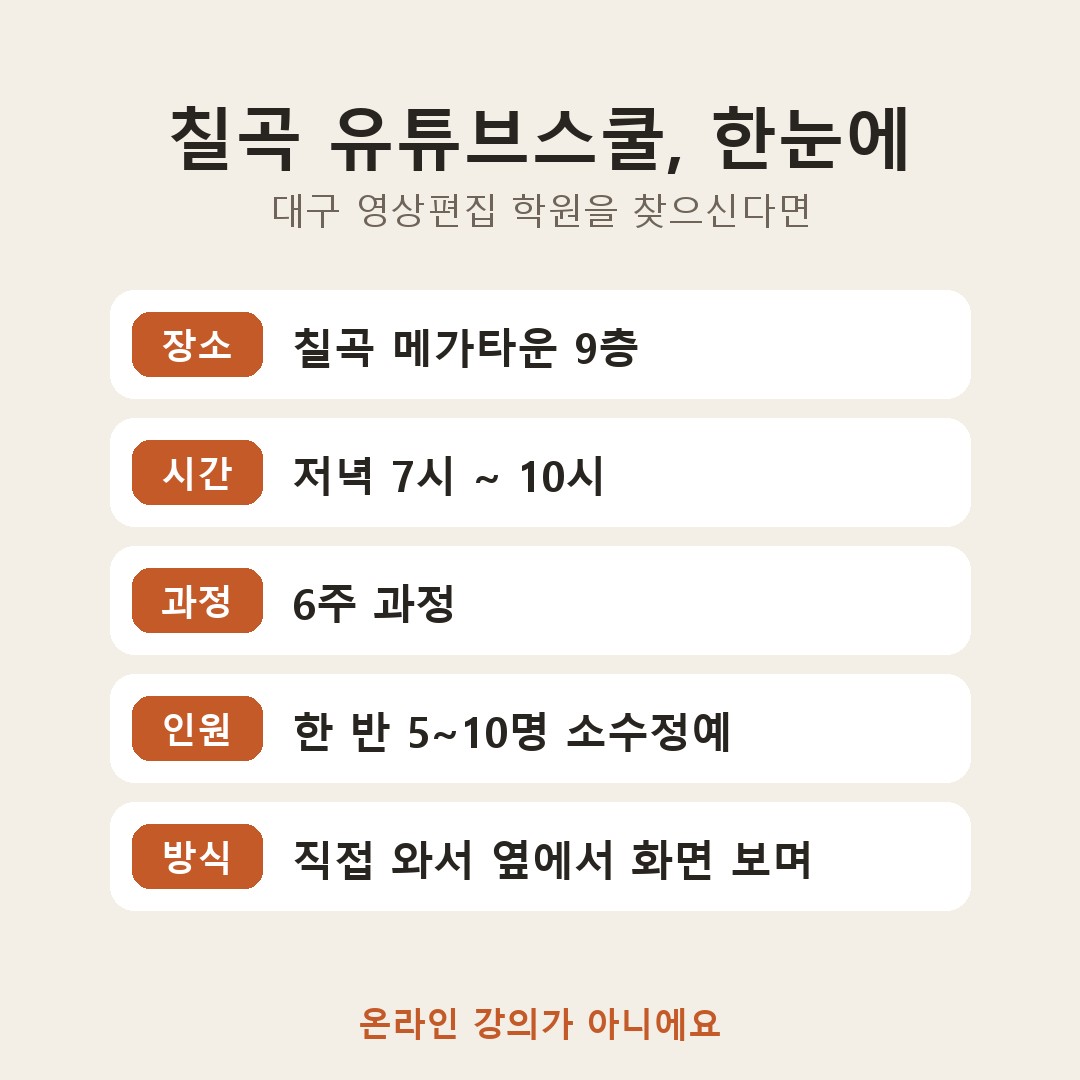 칠곡 유튜브스쿨, 한눈에
대구 영상편집 학원을 찾으신다면
장소 칠곡 메가타운 9층
시간 저녁 7시 ~ 10시
과정 6주 과정
인원 한 반 5~10명 소수정예
방식 직접 와서 옆에서 화면 보며
온라인 강의가 아니에요